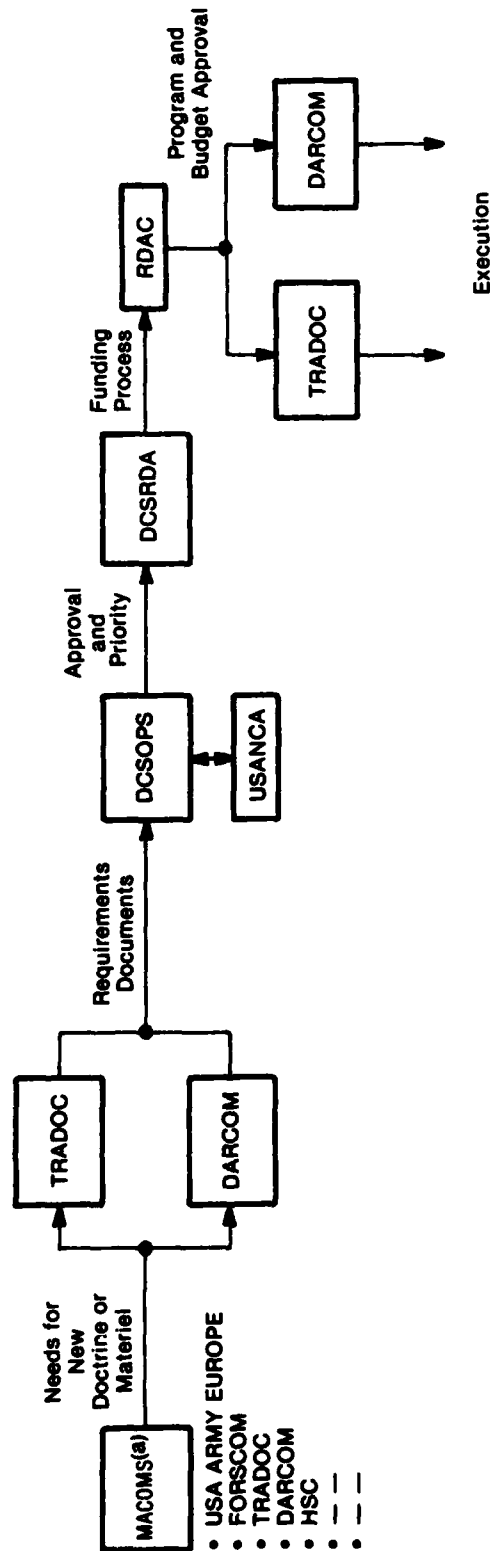 MACOMS(a)
• USA ARMY EUROPE
• FORSCOM
• TRADOC
• DARCOM
• HSC
• — —
• — —
Needs for
New
Doctrine or
Materiel
TRADOC
DARCOM
Requirements
Documents
DCSOPS
USANCA
Approval
and
Priority
DCSRDA
Funding
Process
RDAC
Program and
Budget Approval
TRADOC
DARCOM
Execution